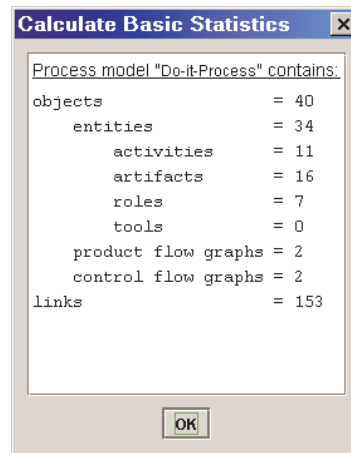 Calculate Basic Statistics
Process model "Do-it-Process" contains:
objects = 40
entities = 34
activities = 11
artifacts = 16
roles = 7
tools = 0
product flow graphs = 2
control flow graphs = 2
links = 153
OK